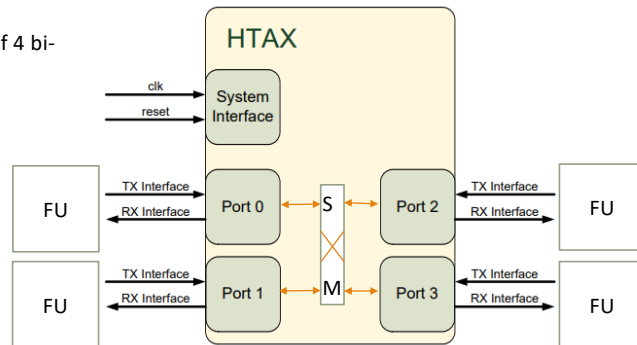 f 4 bi-
HTAX
clk
reset
System
Interface
TX Interface
RX Interface
FU
Port 0
S
Port 2
TX Interface
RX Interface
FU
TX Interface
RX Interface
FU
Port 1
M
Port 3
TX Interface
RX Interface
FU